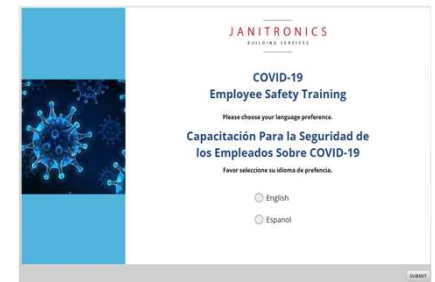 JANITRONICS
BUILDING SERVICES
COVID-19
Employee Safety Training
Please choose your language preference.
Capacitación Para la Seguridad de
los Empleados Sobre COVID-19
Favor seleccione su idioma de prefencia.
English
Espanol
SUBMIT